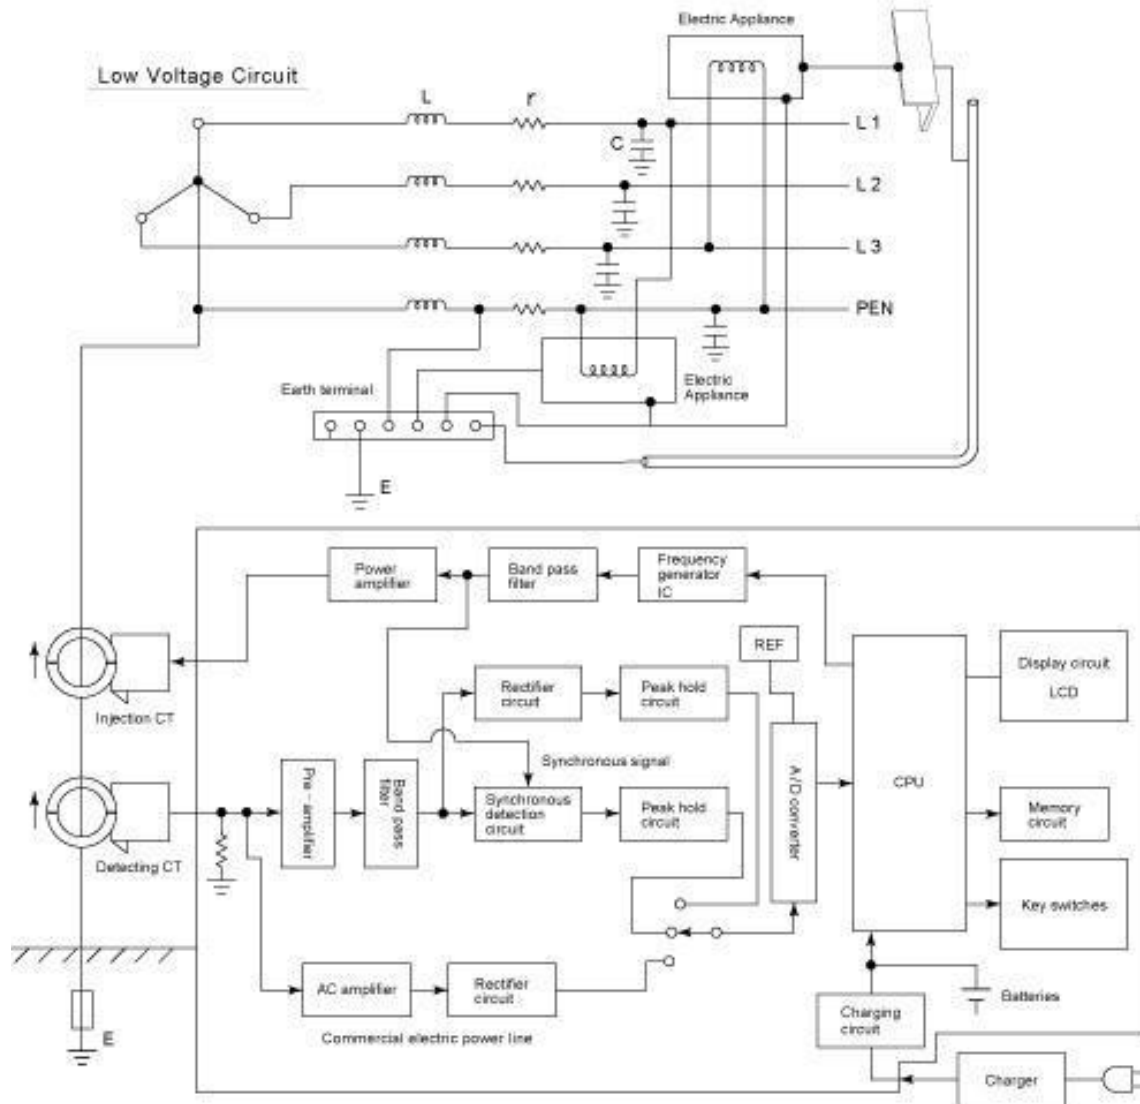 Electric Appliance
Low Voltage Circuit
L
r
L1
C
L2
L3
PEN
Earth terminal
Electric
Appliance
E
Power
amplifier
Band pass
filter
Frequency
generator
IC
REF
Display circuit
LCD
Rectifier
circuit
Peak hold
circuit
Injection CT
Synchronous signal
CPU
Pre-amplifier
Band pass
filter
Synchronous
detection
circuit
Peak hold
circuit
A/D converter
Memory
circuit
Detecting CT
Key switches
AC amplifier
Rectifier
circuit
Batteries
Charging
circuit
E
Commercial electric power line
Charger